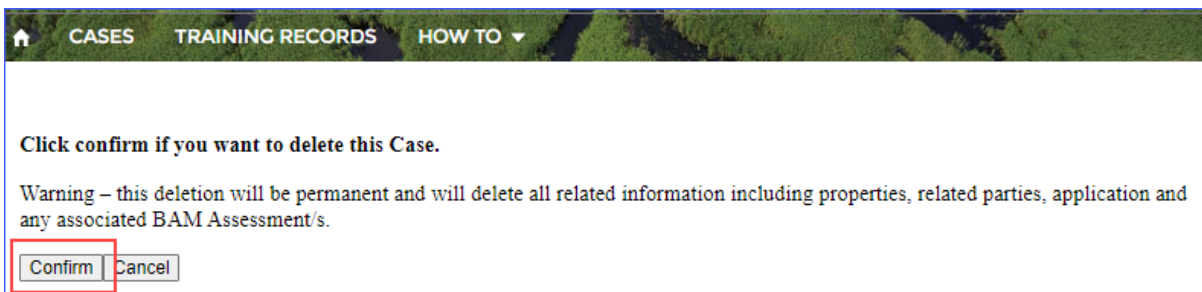 CASES TRAINING RECORDS HOW TO
Click confirm if you want to delete this Case.
Warning – this deletion will be permanent and will delete all related information including properties, related parties, application and
any associated BAM Assessment/s.
Confirm Cancel